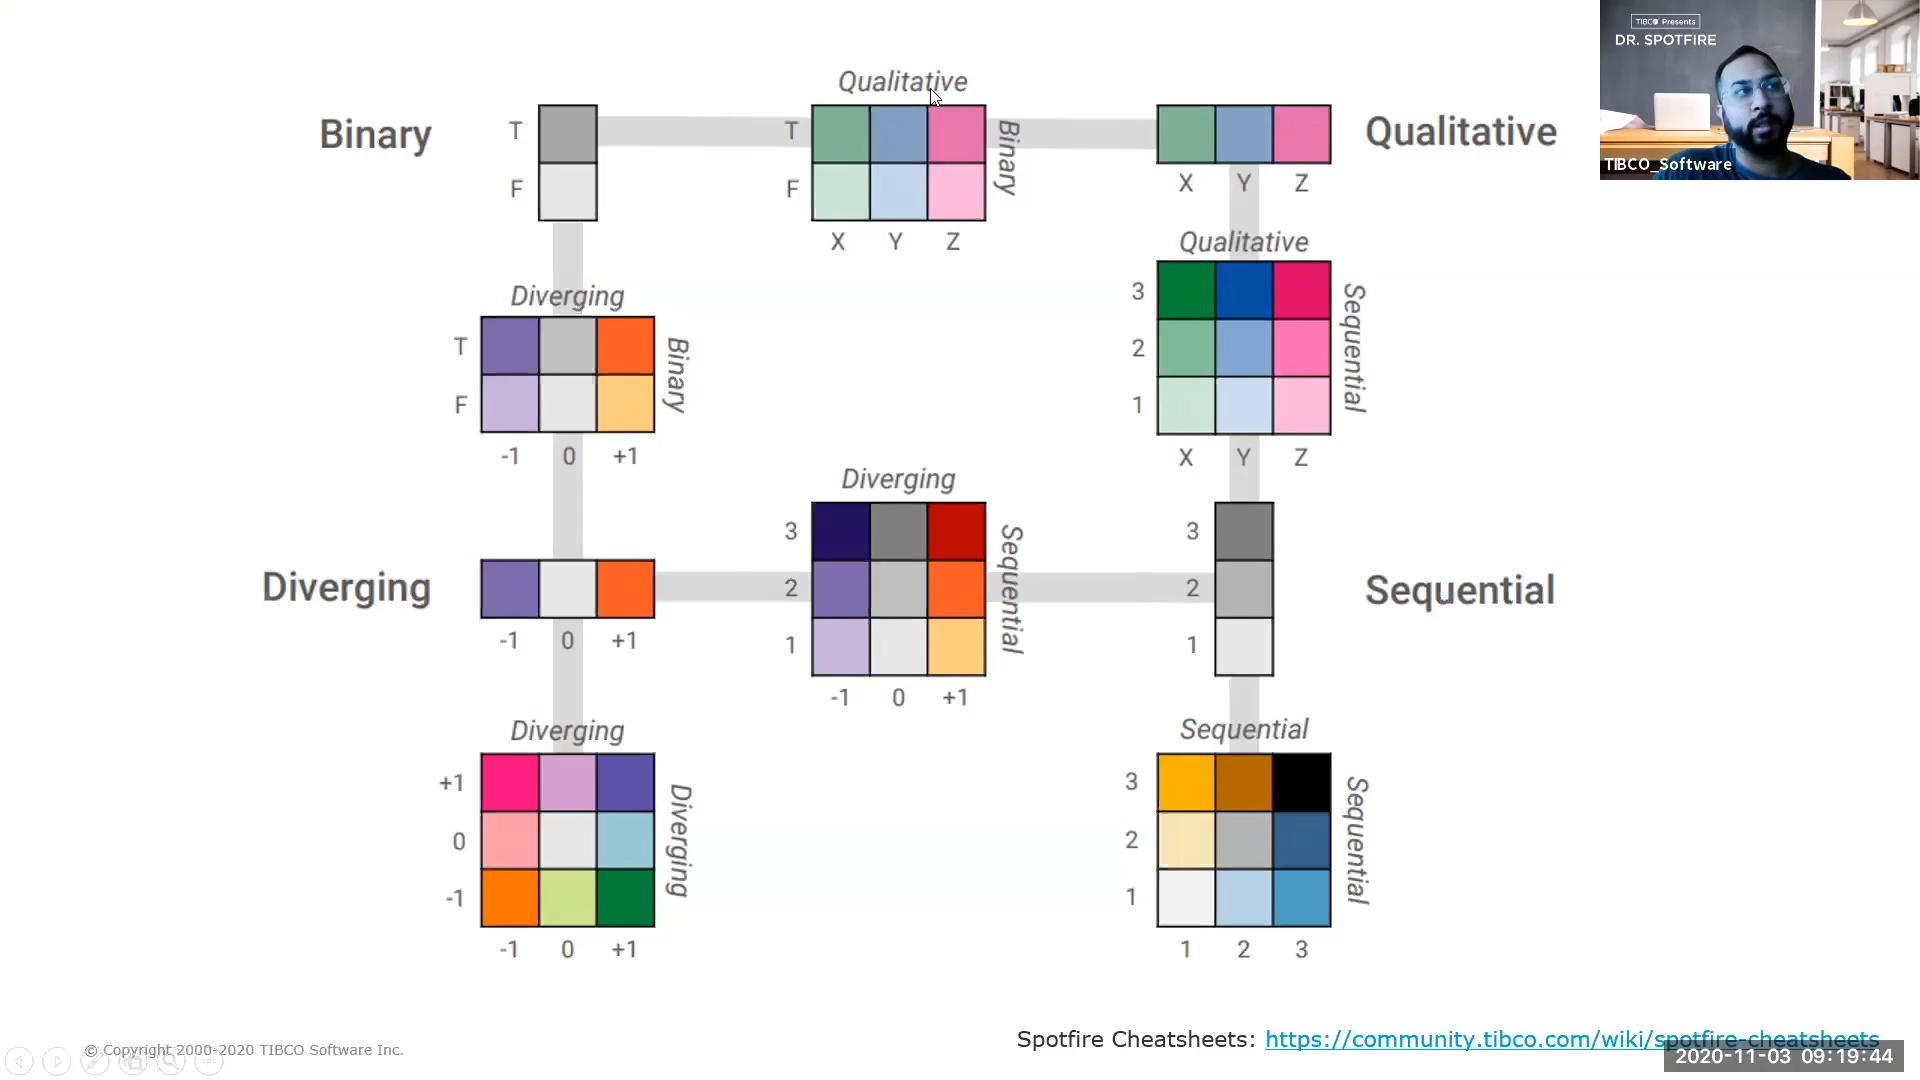 TIBCO Presents
DR. SPOTFIRE
TIBCO_Software
Binary
T
F
Qualitative
T
F
X Y Z
Binary
X Y Z
Qualitative
Diverging
T
F
-1 0 +1
Binary
Qualitative
3
2
1
X Y Z
Sequential
Diverging
-1 0 +1
Diverging
3
2
1
-1 0 +1
Sequential
3
2
1
Sequential
Diverging
+1
0
-1
-1 0 +1
Diverging
Sequential
3
2
1
1 2 3
Sequential
Spotfire Cheatsheets: https://community.tibco.com/wiki/spotfire-cheatsheets
© Copyright 2000-2020 TIBCO Software Inc.
2020-11-03 09:19:44